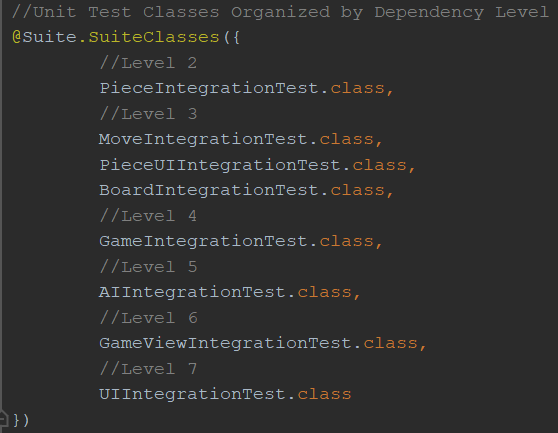 //Unit Test Classes Organized by Dependency Level
@Suite.SuiteClasses({
//Level 2
PieceIntegrationTest.class,
//Level 3
MoveIntegrationTest.class,
PieceUIIntegrationTest.class,
BoardIntegrationTest.class,
//Level 4
GameIntegrationTest.class,
//Level 5
AIIntegrationTest.class,
//Level 6
GameViewIntegrationTest.class,
//Level 7
UIIntegrationTest.class
})